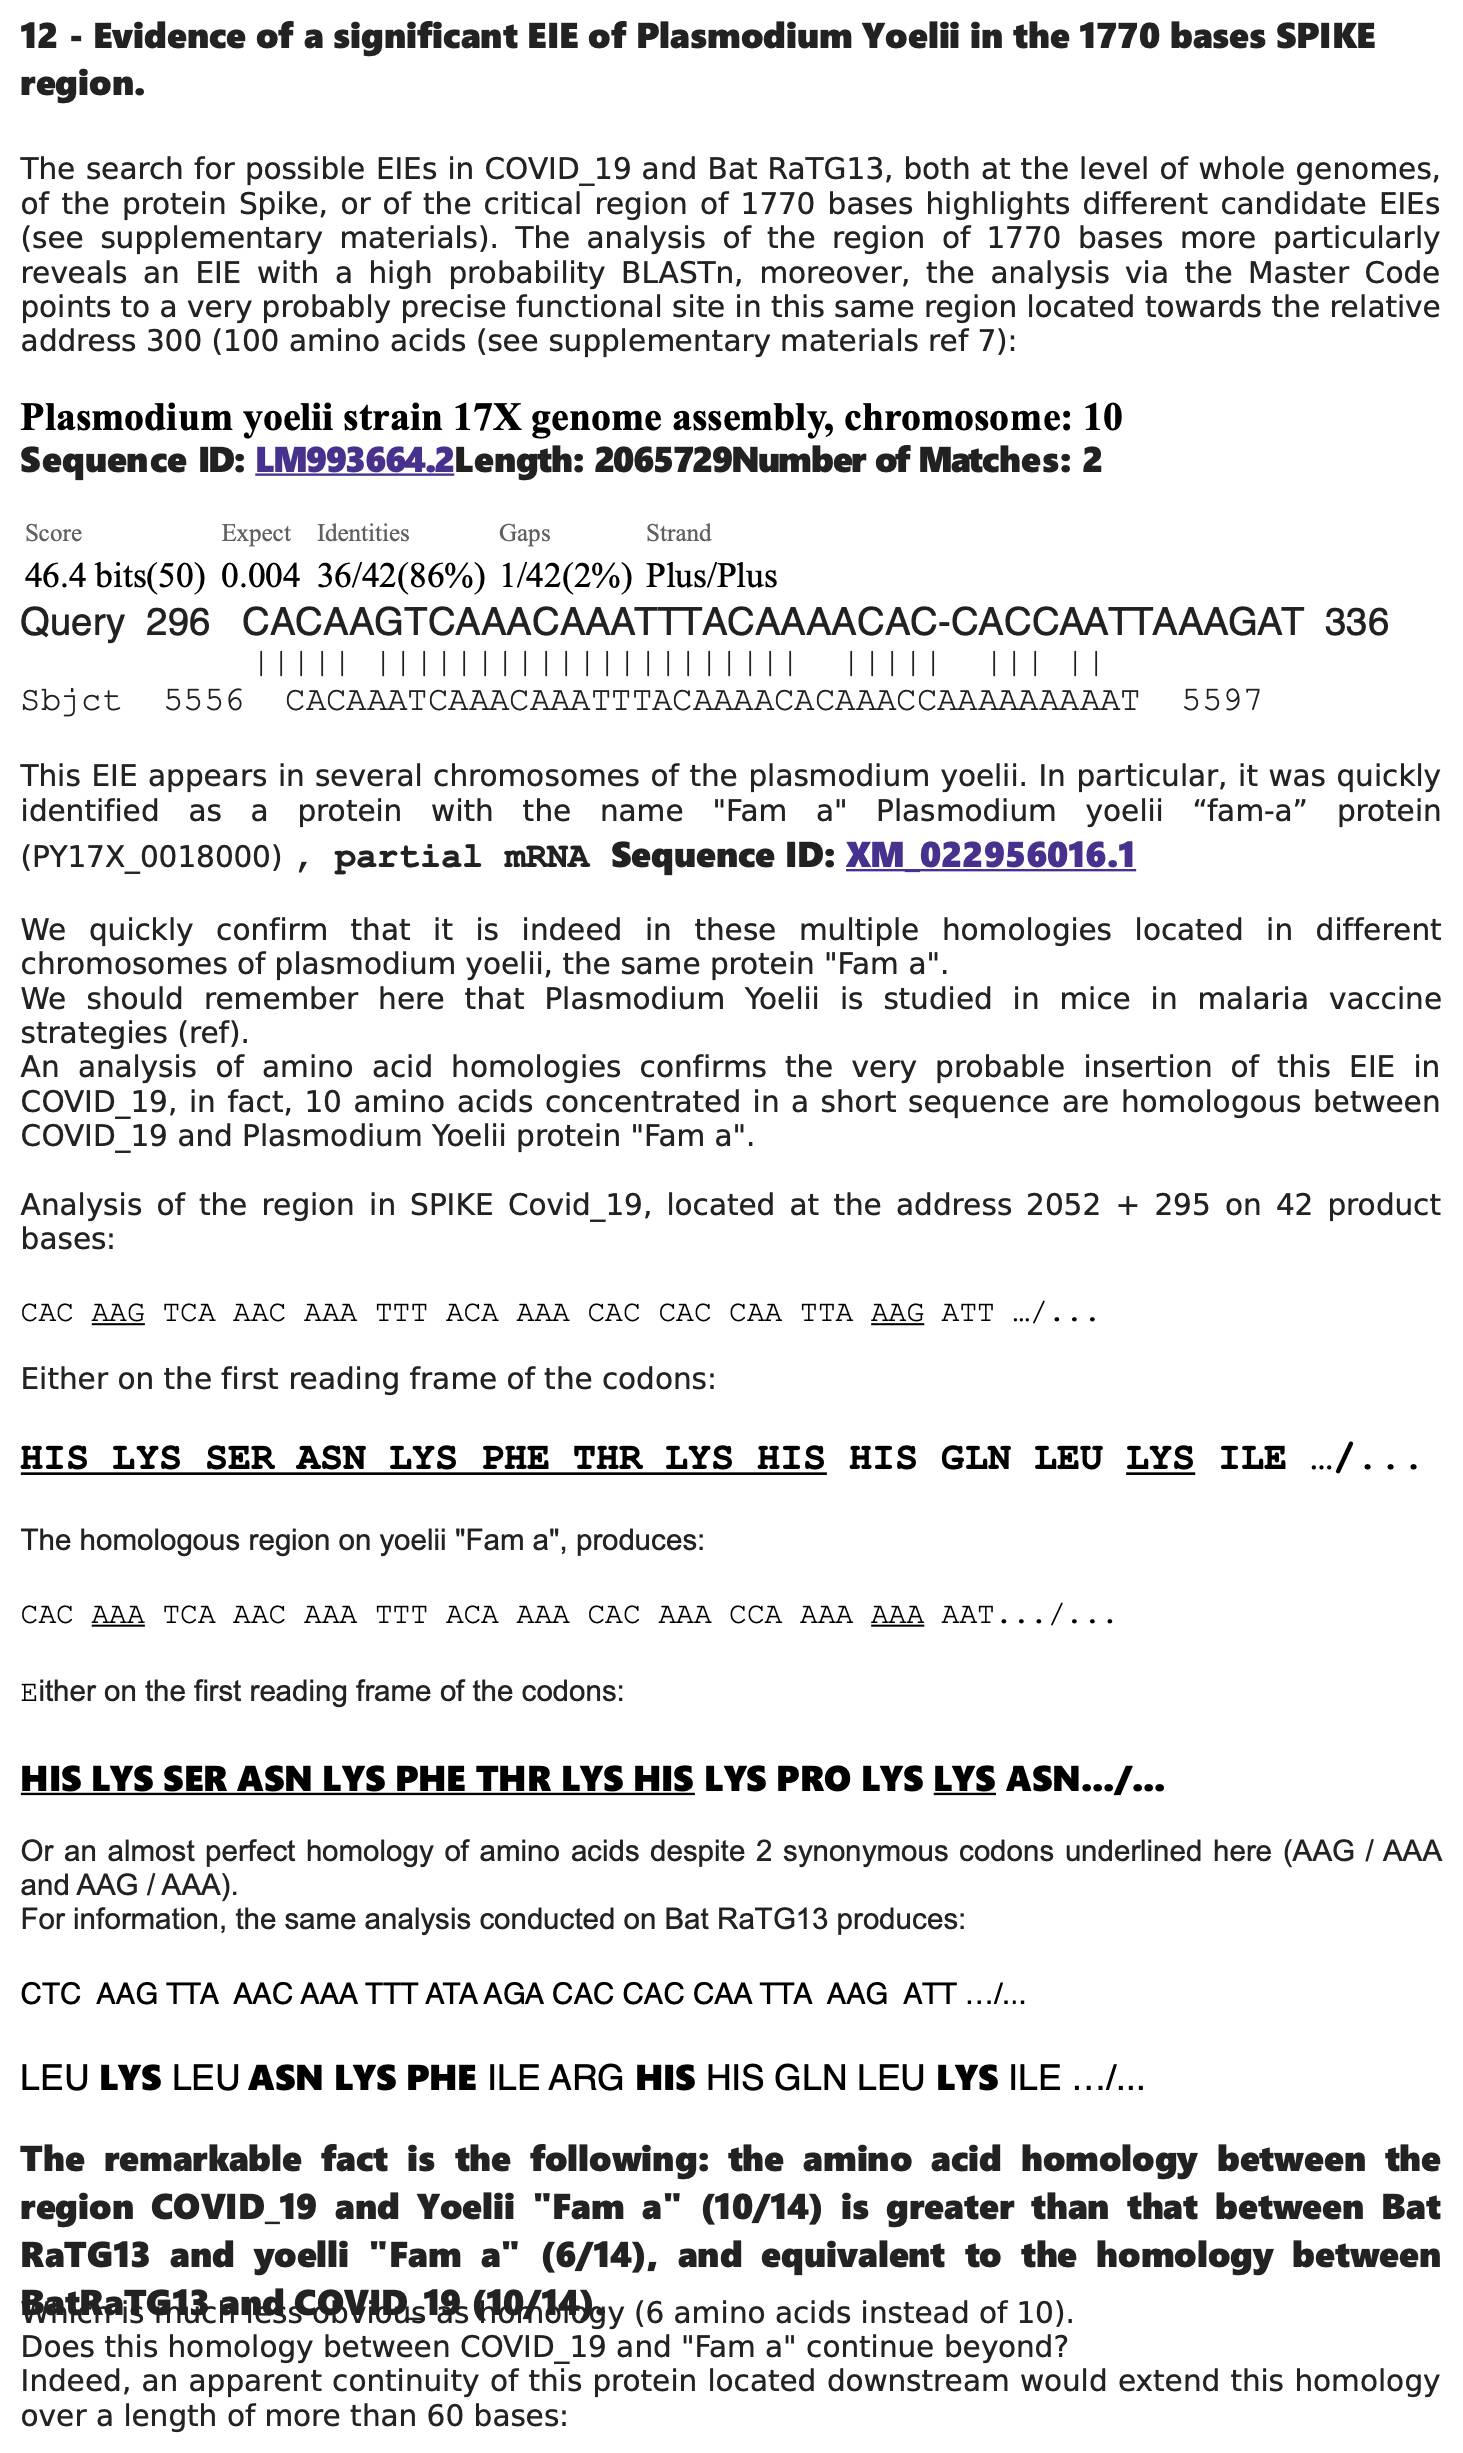 12 - Evidence of a significant EIE of Plasmodium Yoelii in the 1770 bases SPIKE
region.
The search for possible EIEs in COVID_19 and Bat RaTG13, both at the level of whole genomes,
of the protein Spike, or of the critical region of 1770 bases highlights different candidate EIEs
(see supplementary materials). The analysis of the region of 1770 bases more particularly
reveals an EIE with a high probability BLASTn, moreover, the analysis via the Master Code
points to a very probably precise functional site in this same region located towards the relative
address 300 (100 amino acids (see supplementary materials ref 7):
Plasmodium yoelii strain 17X genome assembly, chromosome: 10
Sequence ID: LM993664.2Length: 2065729Number of Matches: 2
Score Expect Identities Gaps Strand
46.4 bits(50) 0.004 36/42(86%) 1/42(2%) Plus/Plus
Query 296 CACAAGTCAAACAAATTTACAAAACAC-CACCAATTAAAGAT 336
||||| ||||||||||||||||||||| ||||| ||| ||
Sbjct 5556 CACAAATCAAACAAATTTACAAAACACAAACCAAAAAAAAAT 5597
This EIE appears in several chromosomes of the plasmodium yoelii. In particular, it was quickly
identified as a protein with the name "Fam a" Plasmodium yoelii “fam-a” protein
(PY17X_0018000) , partial mRNA Sequence ID: XM_022956016.1
We quickly confirm that it is indeed in these multiple homologies located in different
chromosomes of plasmodium yoelii, the same protein "Fam a".
We should remember here that Plasmodium Yoelii is studied in mice in malaria vaccine
strategies (ref).
An analysis of amino acid homologies confirms the very probable insertion of this EIE in
COVID_19, in fact, 10 amino acids concentrated in a short sequence are homologous between
COVID_19 and Plasmodium Yoelii protein "Fam a".
Analysis of the region in SPIKE Covid_19, located at the address 2052 + 295 on 42 product
bases:
CAC AAG TCA AAC AAA TTT ACA AAA CAC CAC CAA TTA AAG ATT …/...
Either on the first reading frame of the codons:
HIS LYS SER ASN LYS PHE THR LYS HIS HIS GLN LEU LYS ILE …/...
The homologous region on yoelii "Fam a", produces:
CAC AAA TCA AAC AAA TTT ACA AAA CAC AAA CCA AAA AAA AAT.../...
Either on the first reading frame of the codons:
HIS LYS SER ASN LYS PHE THR LYS HIS LYS PRO LYS LYS ASN…/…
Or an almost perfect homology of amino acids despite 2 synonymous codons underlined here (AAG / AAA
and AAG / AAA).
For information, the same analysis conducted on Bat RaTG13 produces:
CTC AAG TTA AAC AAA TTT ATA AGA CAC CAC CAA TTA AAG ATT …/...
LEU LYS LEU ASN LYS PHE ILE ARG HIS HIS GLN LEU LYS ILE …/...
The remarkable fact is the following: the amino acid homology between the
region COVID_19 and Yoelii "Fam a" (10/14) is greater than that between Bat
RaTG13 and yoelli "Fam a" (6/14), and equivalent to the homology between
BatRaTG13 and COVID_19 (10/14).
Which is much less obvious as homology (6 amino acids instead of 10).
Does this homology between COVID_19 and "Fam a" continue beyond?
Indeed, an apparent continuity of this protein located downstream would extend this homology
over a length of more than 60 bases: